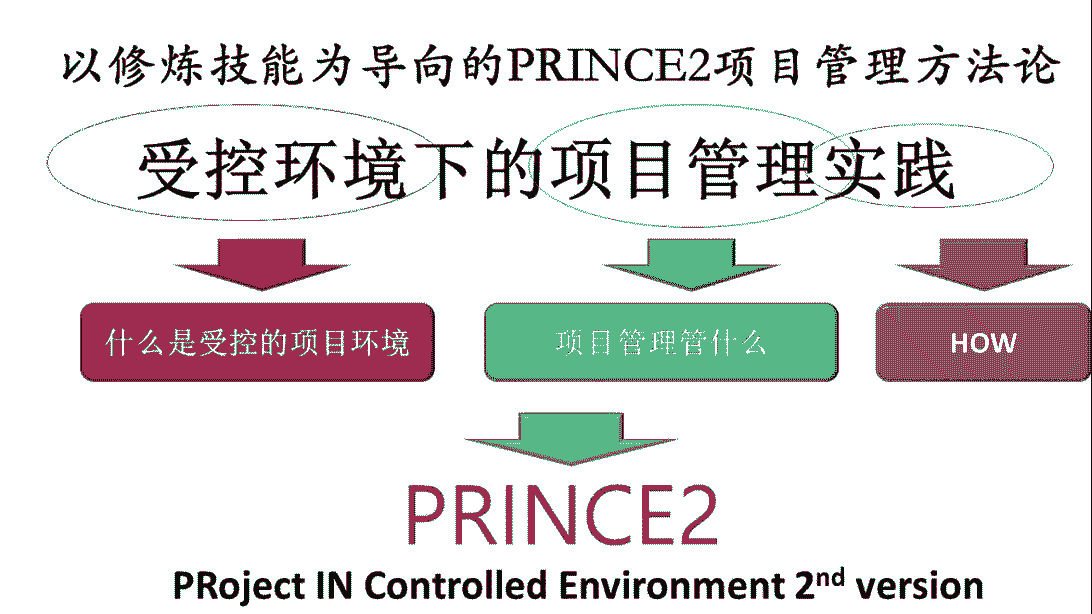 以修炼技能为导向的PRINCE2项目管理方法论
受控环境下的项目管理实践
什么是受控的项目环境
项目管理管什么
HOW
PRINCE2
PRoject IN Controlled Environment 2nd version